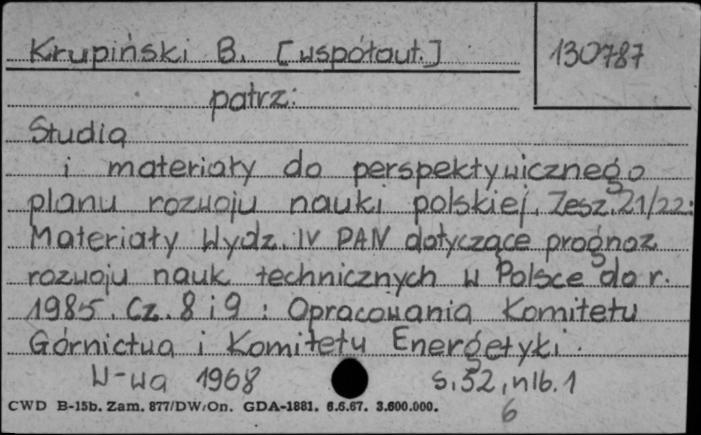 Krupiński B. [współaut.]
130787
patrz:
Studia
i materiały do perspektywicznego
planu rozwoju nauki polskiej. Zesz. 21/22:
Materiały Wydz. IV PAN dotyczące prognoz
rozwoju nauk technicznych w Polsce do r.
1985. Cz. 8 i 9 : Opracowania Komitetu
Górnictwa i Komitetu Energetyki.
W-wa 1968 s. 52, nlb. 1
CWD B-15b. Zam. 877/DW/On. GDA-1881. 6.6.67. 3.600.000.
6